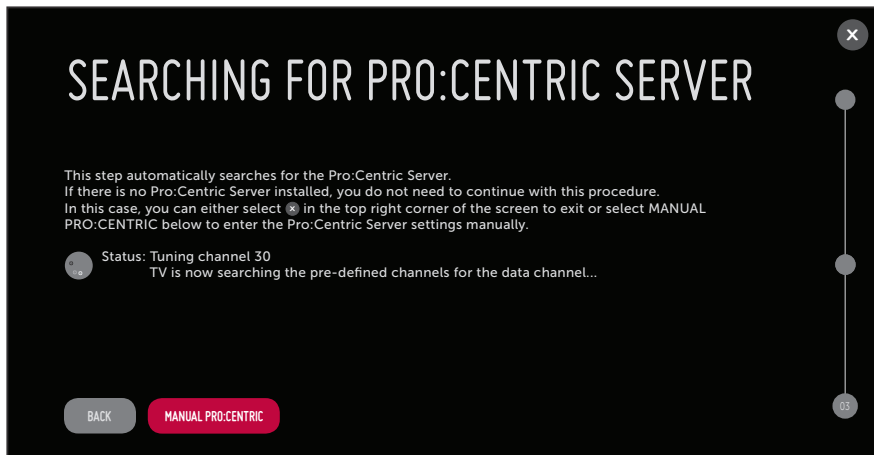 SEARCHING FOR PRO:CENTRIC SERVER
This step automatically searches for the Pro:Centric Server.
If there is no Pro:Centric Server installed, you do not need to continue with this procedure.
In this case, you can either select x in the top right corner of the screen to exit or select MANUAL
PRO:CENTRIC below to enter the Pro:Centric Server settings manually.
Status: Tuning channel 30
TV is now searching the pre-defined channels for the data channel...
BACK
MANUAL PRO:CENTRIC
03